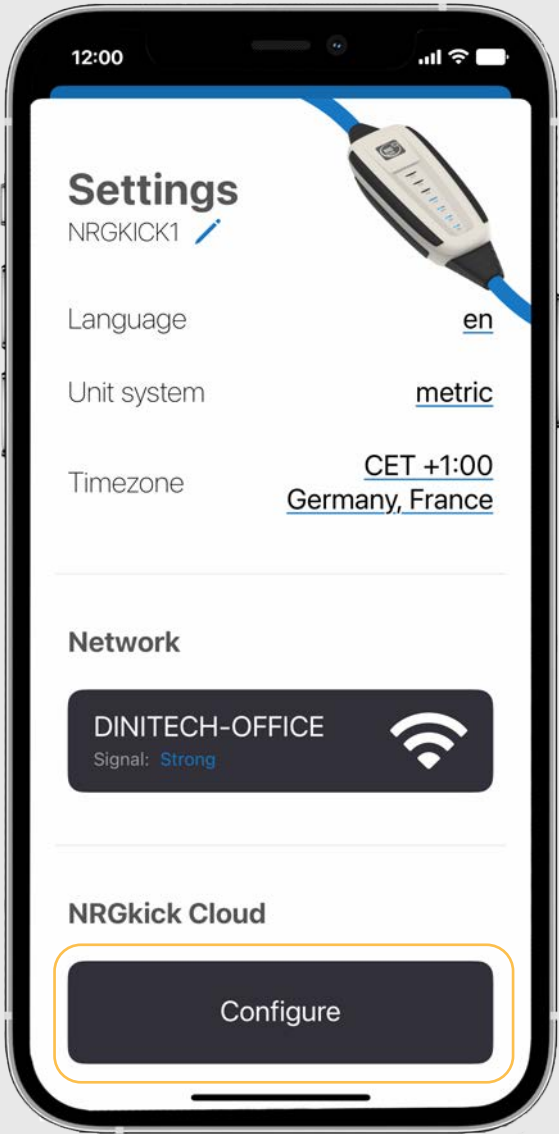 12:00
Settings
NRGKICK1
Language en
Unit system metric
Timezone CET +1:00
Germany, France
Network
DINITECH-OFFICE
Signal: Strong
NRGkick Cloud
Configure